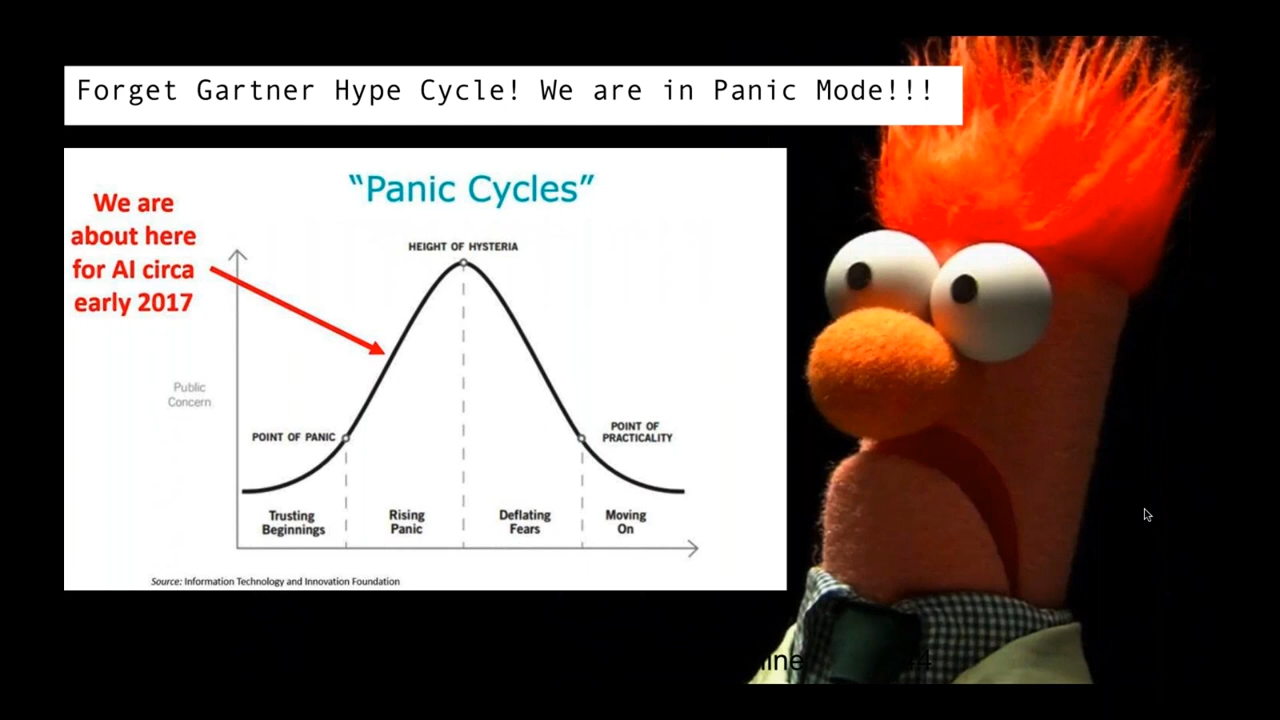 Forget Gartner Hype Cycle! We are in Panic Mode!!!
"Panic Cycles"
We are
about here
for AI circa
early 2017
HEIGHT OF HYSTERIA
Public
Concern
POINT OF PANIC
POINT OF
PRACTICALITY
Trusting
Beginnings
Rising
Panic
Deflating
Fears
Moving
On
Source: Information Technology and Innovation Foundation